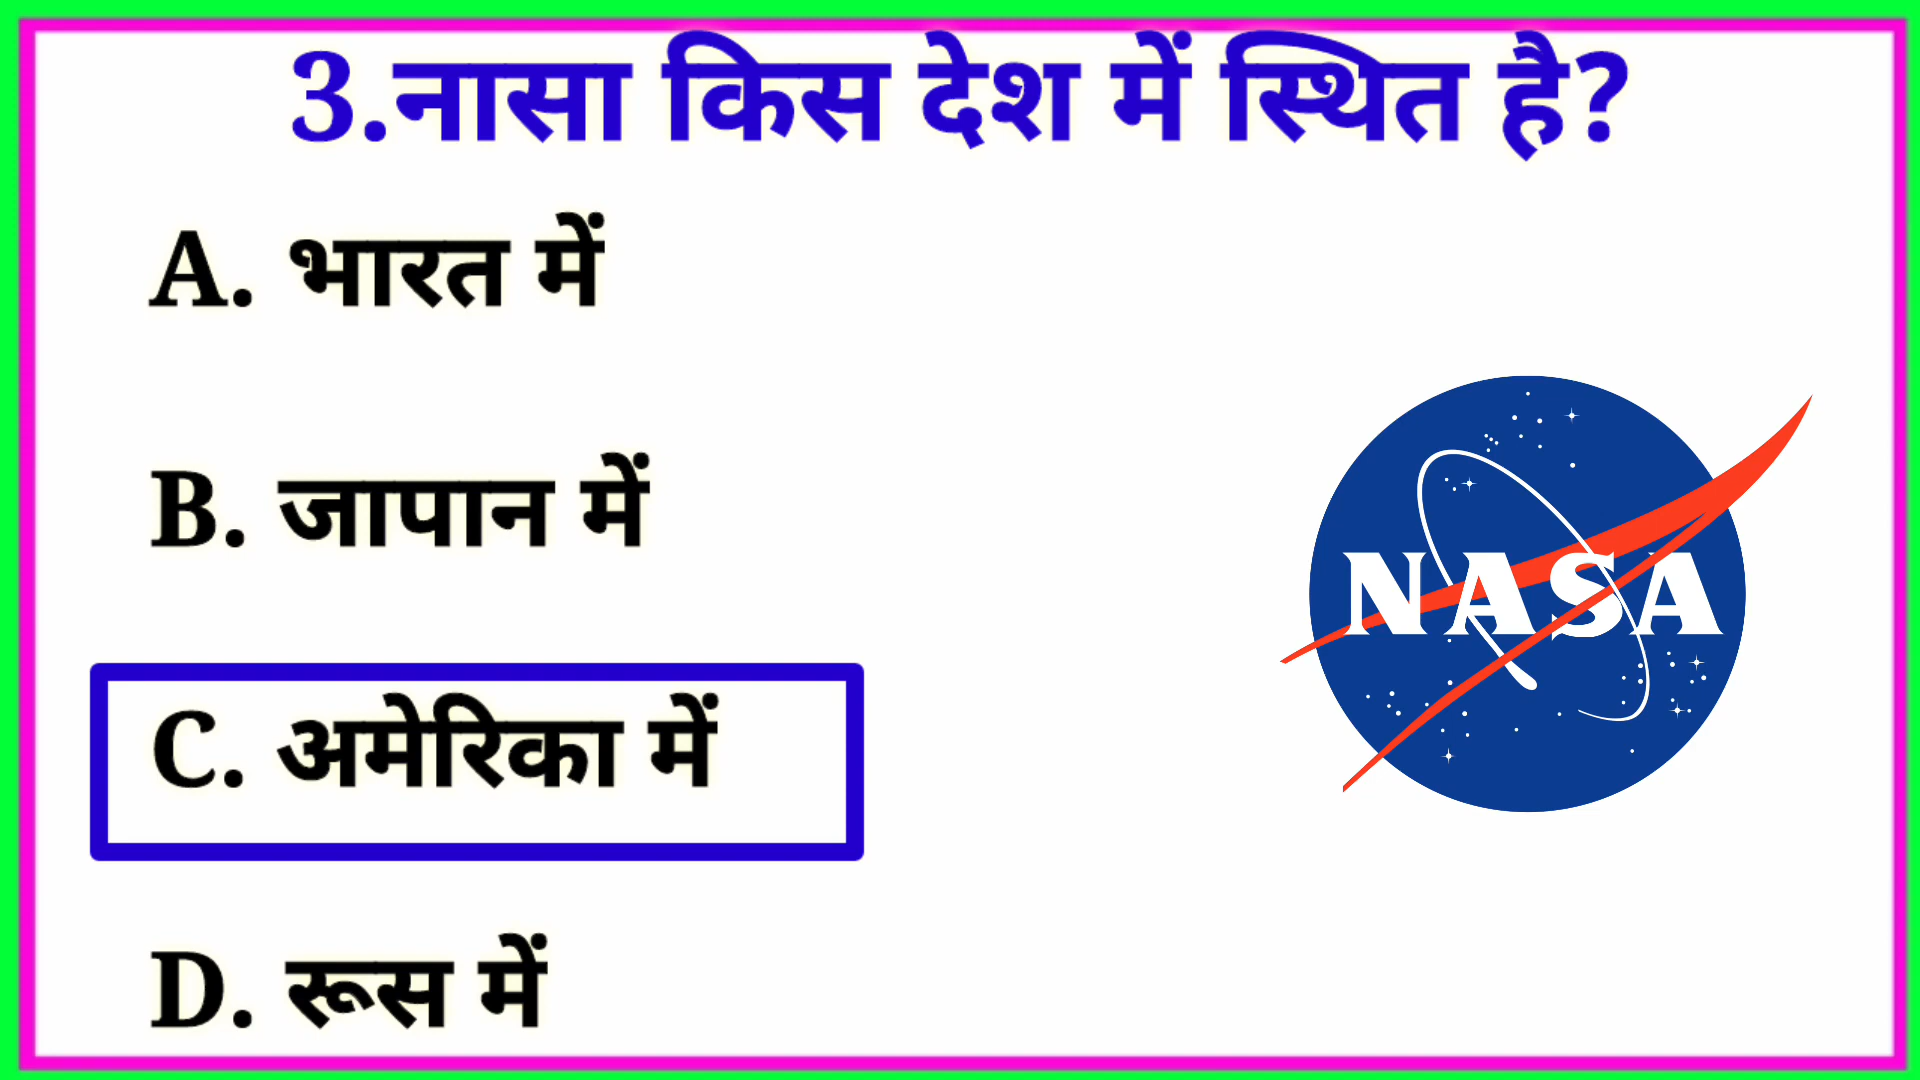 3.नासा किस देश में स्थित है?
A. भारत में
B. जापान में
NASA
C. अमेरिका में
D. रूस में